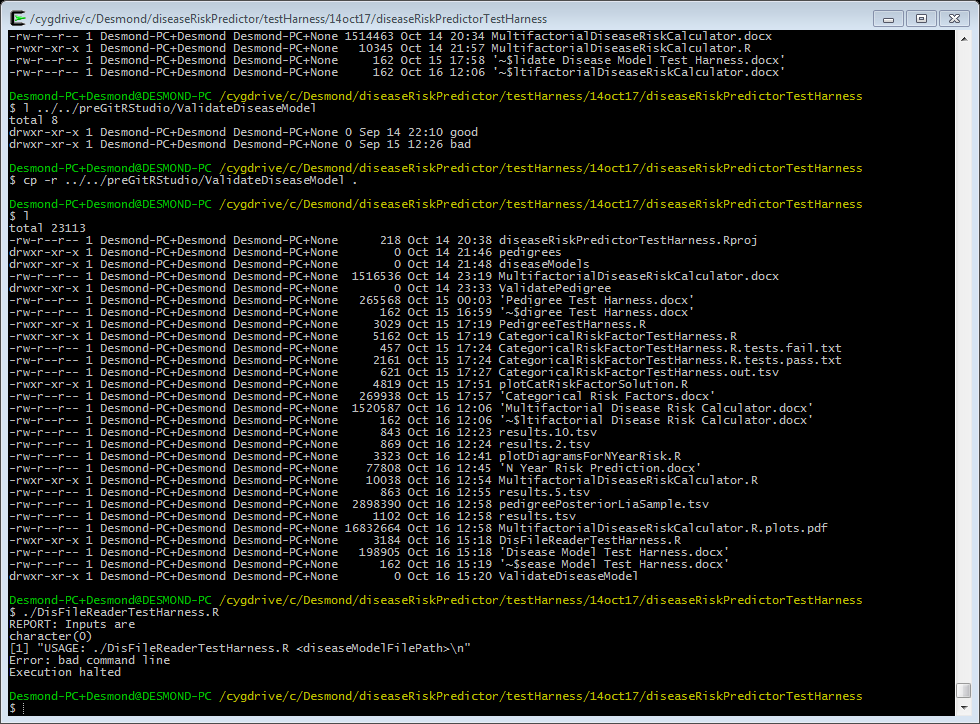 /cygdrive/c/Desmond/diseaseRiskPredictor/testHarness/14oct17/diseaseRiskPredictorTestHarness
-rw-r--r-- 1 Desmond-PC+Desmond Desmond-PC+None 1514463 Oct 14 20:34 MultifactorialDiseaseRiskCalculator.docx
-rwxr-xr-x 1 Desmond-PC+Desmond Desmond-PC+None 10345 Oct 14 21:57 MultifactorialDiseaseRiskCalculator.R
-rw-r--r-- 1 Desmond-PC+Desmond Desmond-PC+None 162 Oct 15 17:58 '~$lidate Disease Model Test Harness.docx'
-rw-r--r-- 1 Desmond-PC+Desmond Desmond-PC+None 162 Oct 16 12:06 '~$ltifactorialDiseaseRiskCalculator.docx'
Desmond-PC+Desmond@DESMOND-PC /cygdrive/c/Desmond/diseaseRiskPredictor/testHarness/14oct17/diseaseRiskPredictorTestHarness
$ l ../../preGitRStudio/ValidateDiseaseModel
total 8
drwxr-xr-x 1 Desmond-PC+Desmond Desmond-PC+None 0 Sep 14 22:10 good
drwxr-xr-x 1 Desmond-PC+Desmond Desmond-PC+None 0 Sep 15 12:26 bad
Desmond-PC+Desmond@DESMOND-PC /cygdrive/c/Desmond/diseaseRiskPredictor/testHarness/14oct17/diseaseRiskPredictorTestHarness
$ cp -r ../../preGitRStudio/ValidateDiseaseModel .
Desmond-PC+Desmond@DESMOND-PC /cygdrive/c/Desmond/diseaseRiskPredictor/testHarness/14oct17/diseaseRiskPredictorTestHarness
$ l
total 23113
-rw-r--r-- 1 Desmond-PC+Desmond Desmond-PC+None 218 Oct 14 20:38 diseaseRiskPredictorTestHarness.Rproj
drwxr-xr-x 1 Desmond-PC+Desmond Desmond-PC+None 0 Oct 14 21:46 pedigrees
drwxr-xr-x 1 Desmond-PC+Desmond Desmond-PC+None 0 Oct 14 21:48 diseaseModels
-rw-r--r-- 1 Desmond-PC+Desmond Desmond-PC+None 1516536 Oct 14 23:19 MultifactorialDiseaseRiskCalculator.docx
drwxr-xr-x 1 Desmond-PC+Desmond Desmond-PC+None 0 Oct 14 23:33 ValidatePedigree
-rw-r--r-- 1 Desmond-PC+Desmond Desmond-PC+None 265568 Oct 15 00:03 'Pedigree Test Harness.docx'
-rw-r--r-- 1 Desmond-PC+Desmond Desmond-PC+None 162 Oct 15 16:59 '~$digree Test Harness.docx'
-rwxr-xr-x 1 Desmond-PC+Desmond Desmond-PC+None 3029 Oct 15 17:19 PedigreeTestHarness.R
-rwxr-xr-x 1 Desmond-PC+Desmond Desmond-PC+None 5162 Oct 15 17:19 CategoricalRiskFactorTestHarness.R
-rw-r--r-- 1 Desmond-PC+Desmond Desmond-PC+None 457 Oct 15 17:24 CategoricalRiskFactorTestHarness.R.tests.fail.txt
-rw-r--r-- 1 Desmond-PC+Desmond Desmond-PC+None 2161 Oct 15 17:24 CategoricalRiskFactorTestHarness.R.tests.pass.txt
-rw-r--r-- 1 Desmond-PC+Desmond Desmond-PC+None 621 Oct 15 17:27 CategoricalRiskFactorTestHarness.out.tsv
-rwxr-xr-x 1 Desmond-PC+Desmond Desmond-PC+None 4819 Oct 15 17:51 plotCatRiskFactorSolution.R
-rw-r--r-- 1 Desmond-PC+Desmond Desmond-PC+None 269938 Oct 15 17:57 'Categorical Risk Factors.docx'
-rw-r--r-- 1 Desmond-PC+Desmond Desmond-PC+None 1520587 Oct 16 12:06 'Multifactorial Disease Risk Calculator.docx'
-rw-r--r-- 1 Desmond-PC+Desmond Desmond-PC+None 162 Oct 16 12:06 '~$ltifactorial Disease Risk Calculator.docx'
-rw-r--r-- 1 Desmond-PC+Desmond Desmond-PC+None 843 Oct 16 12:23 results.10.tsv
-rw-r--r-- 1 Desmond-PC+Desmond Desmond-PC+None 869 Oct 16 12:24 results.2.tsv
-rw-r--r-- 1 Desmond-PC+Desmond Desmond-PC+None 3323 Oct 16 12:41 plotDiagramsForNYearRisk.R
-rw-r--r-- 1 Desmond-PC+Desmond Desmond-PC+None 77808 Oct 16 12:45 'N Year Risk Prediction.docx'
-rwxr-xr-x 1 Desmond-PC+Desmond Desmond-PC+None 10038 Oct 16 12:54 MultifactorialDiseaseRiskCalculator.R
-rw-r--r-- 1 Desmond-PC+Desmond Desmond-PC+None 863 Oct 16 12:55 results.5.tsv
-rw-r--r-- 1 Desmond-PC+Desmond Desmond-PC+None 2898390 Oct 16 12:58 pedigreePosteriorLiaSample.tsv
-rw-r--r-- 1 Desmond-PC+Desmond Desmond-PC+None 1102 Oct 16 12:58 results.tsv
-rw-r--r-- 1 Desmond-PC+Desmond Desmond-PC+None 16832664 Oct 16 12:58 MultifactorialDiseaseRiskCalculator.R.plots.pdf
-rwxr-xr-x 1 Desmond-PC+Desmond Desmond-PC+None 3184 Oct 16 15:18 DisFileReaderTestHarness.R
-rw-r--r-- 1 Desmond-PC+Desmond Desmond-PC+None 198905 Oct 16 15:18 'Disease Model Test Harness.docx'
-rw-r--r-- 1 Desmond-PC+Desmond Desmond-PC+None 162 Oct 16 15:19 '~$sease Model Test Harness.docx'
drwxr-xr-x 1 Desmond-PC+Desmond Desmond-PC+None 0 Oct 16 15:20 ValidateDiseaseModel
Desmond-PC+Desmond@DESMOND-PC /cygdrive/c/Desmond/diseaseRiskPredictor/testHarness/14oct17/diseaseRiskPredictorTestHarness
$ ./DisFileReaderTestHarness.R
REPORT: Inputs are
character(0)
[1] "USAGE: ./DisFileReaderTestHarness.R <diseaseModelFilePath>\n"
Error: bad command line
Execution halted
Desmond-PC+Desmond@DESMOND-PC /cygdrive/c/Desmond/diseaseRiskPredictor/testHarness/14oct17/diseaseRiskPredictorTestHarness
$